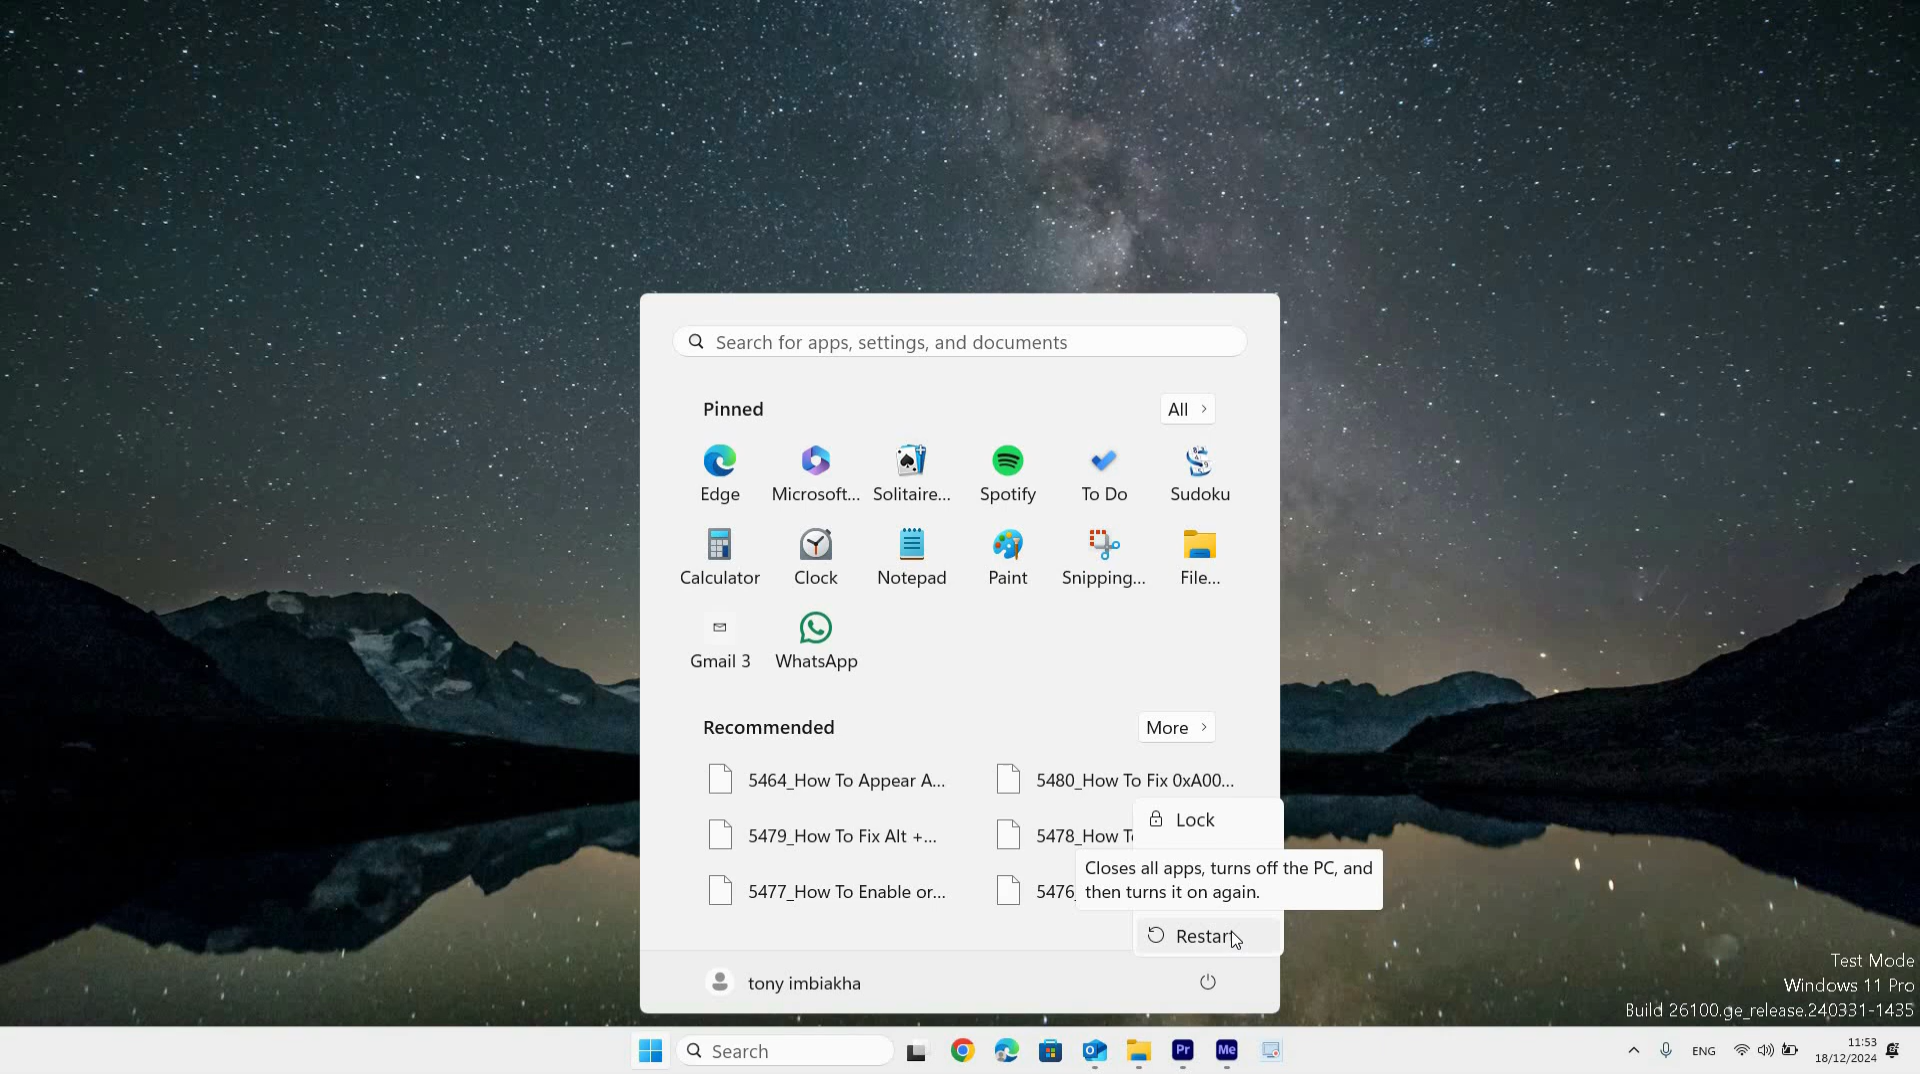 Search for apps, settings, and documents
Pinned
All
Edge
Microsoft...
Solitaire...
Spotify
To Do
Sudoku
Calculator
Clock
Notepad
Paint
Snipping...
File...
Gmail 3
WhatsApp
Recommended
More
5464_How To Appear A...
5480_How To Fix 0xA00...
5479_How To Fix Alt +...
5478_How
5477_How To Enable or...
5476_
Lock
Closes all apps, turns off the PC, and
then turns it on again.
Restart
tony imbiakha
Test Mode
Windows 11 Pro
Build 26100.ge_release.240331-1435
Search
Pr
Me
ENG
11:53
18/12/2024